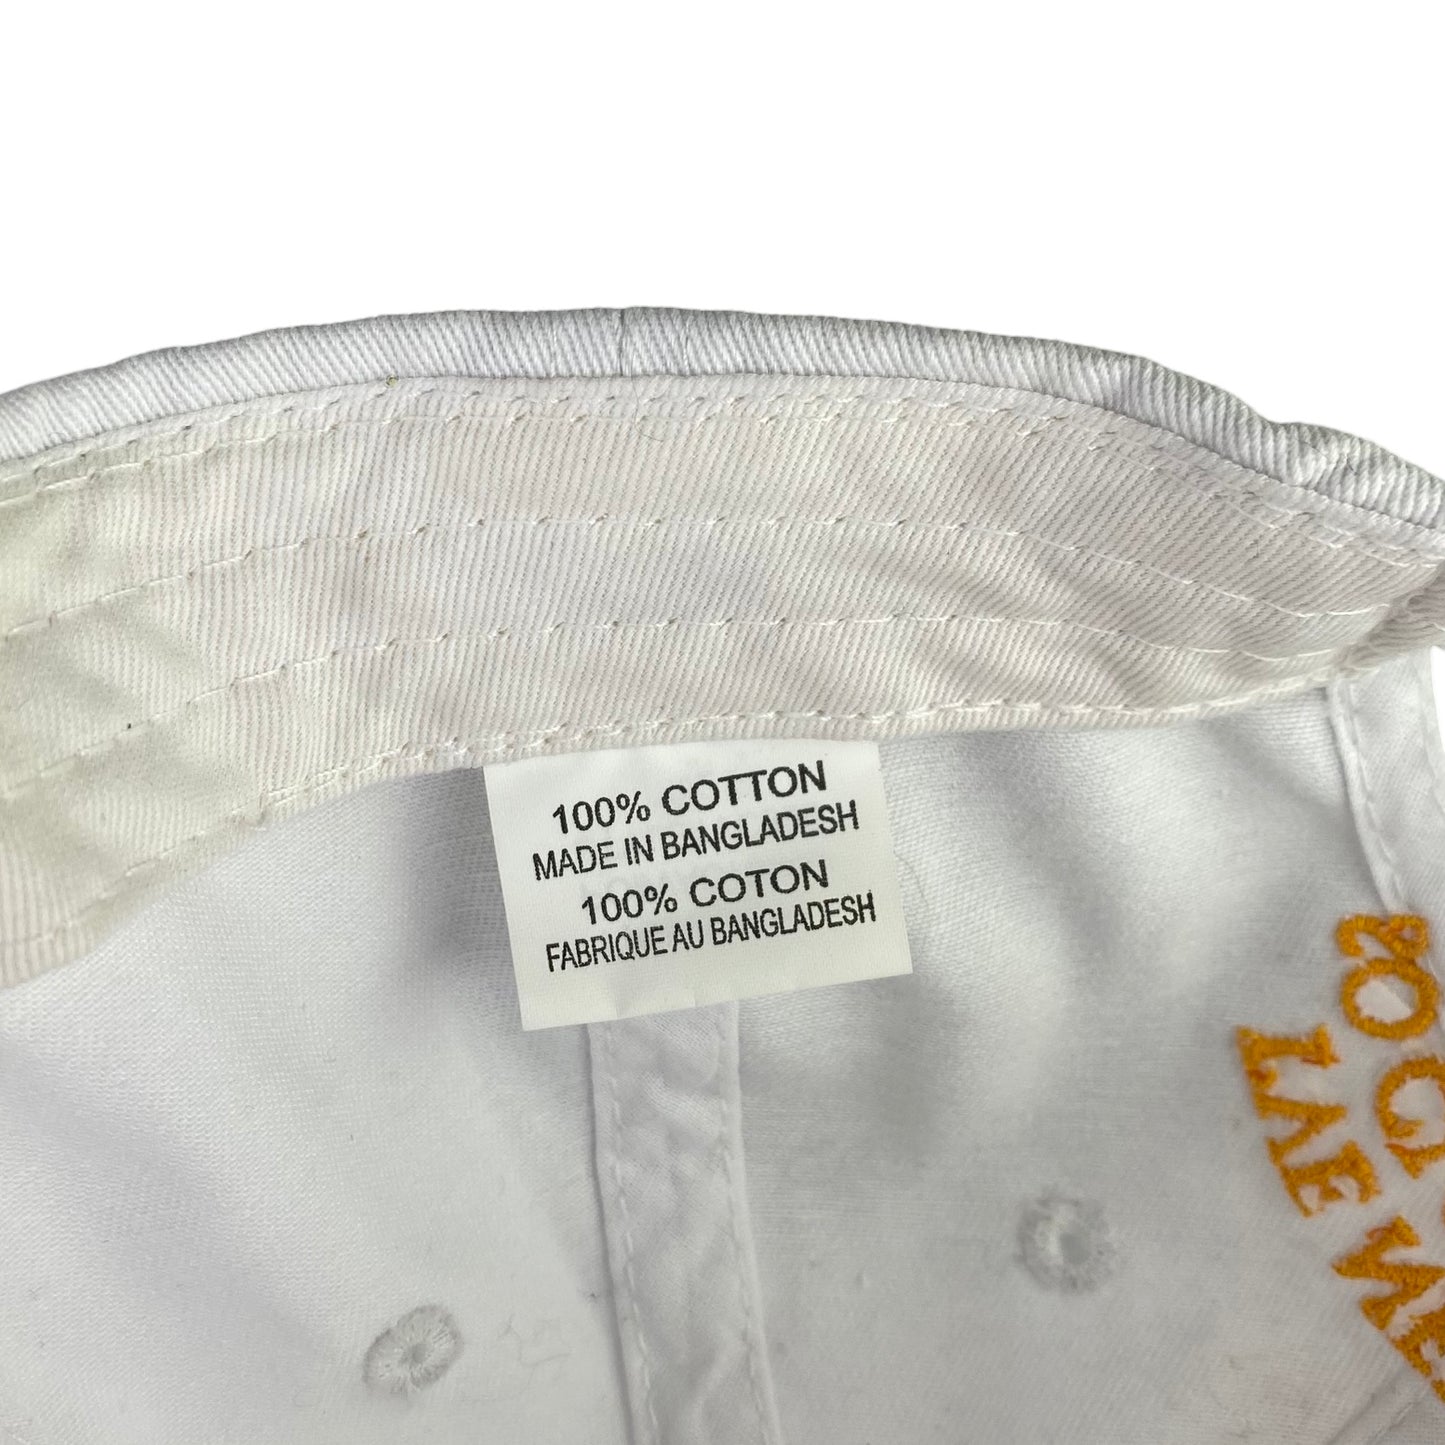 100% COTTON
MADE IN BANGLADESH
100% COTON
FABRIQUE AU BANGLADESH